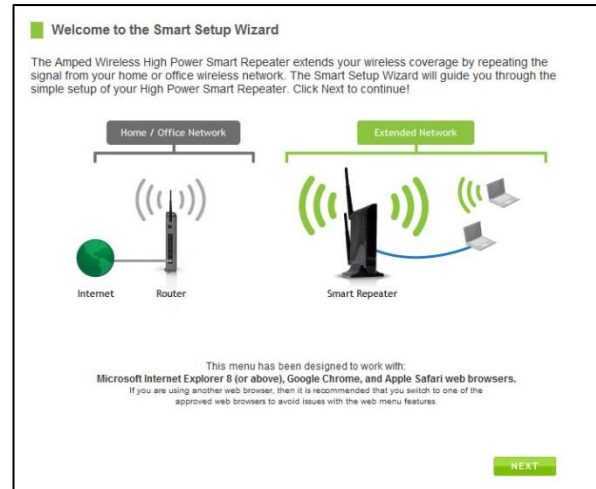 Welcome to the Smart Setup Wizard
The Amped Wireless High Power Smart Repeater extends your wireless coverage by repeating the
signal from your home or office wireless network. The Smart Setup Wizard will guide you through the
simple setup of your High Power Smart Repeater. Click Next to continue!
Home / Office Network
Extended Network
Internet
Router
Smart Repeater
This menu has been designed to work with:
Microsoft Internet Explorer 8 (or above), Google Chrome, and Apple Safari web browsers.
If you are using another web browser, then it is recommended that you switch to one of the
approved web browsers to avoid issues with the web menu features.
NEXT